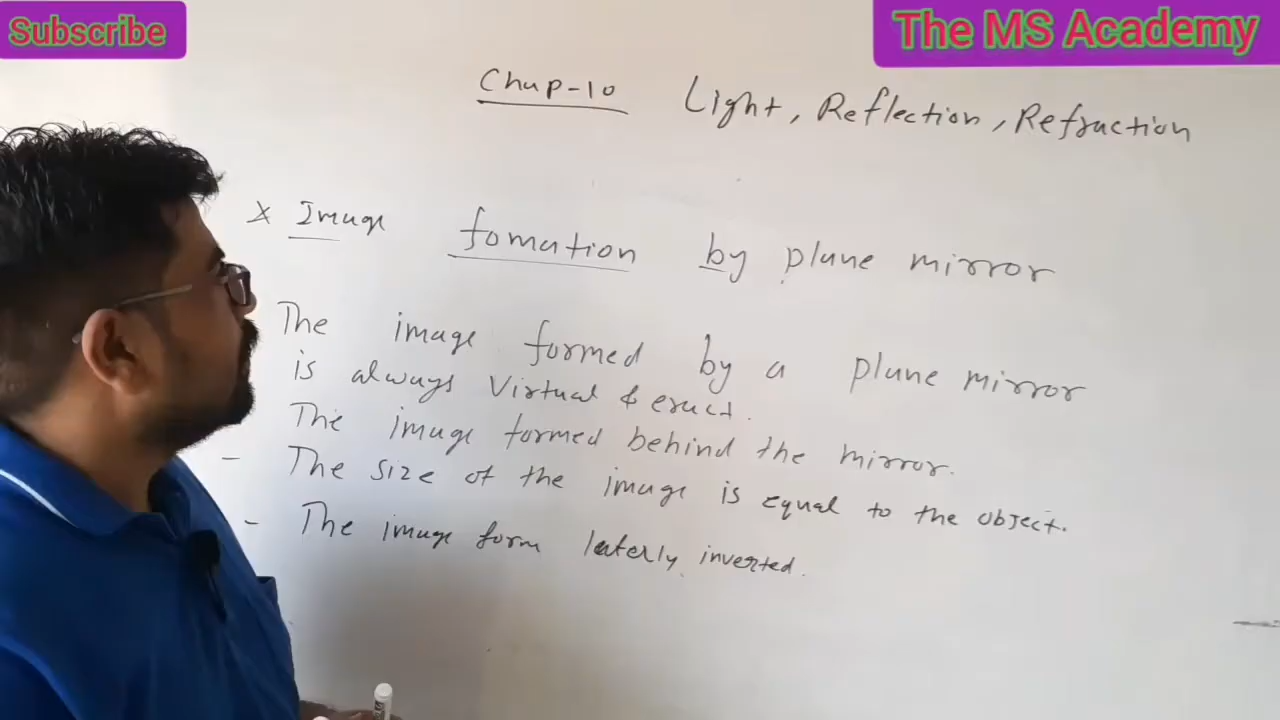 Subscribe
The MS Academy
Chap-10 Light, Reflection, Refraction
x Image fomation by plane mirror
The image formed by a plane mirror
is always Virtual & eruct.
The image formed behind the mirror.
- The size of the image is equal to the object.
- The image form laterly inverted.